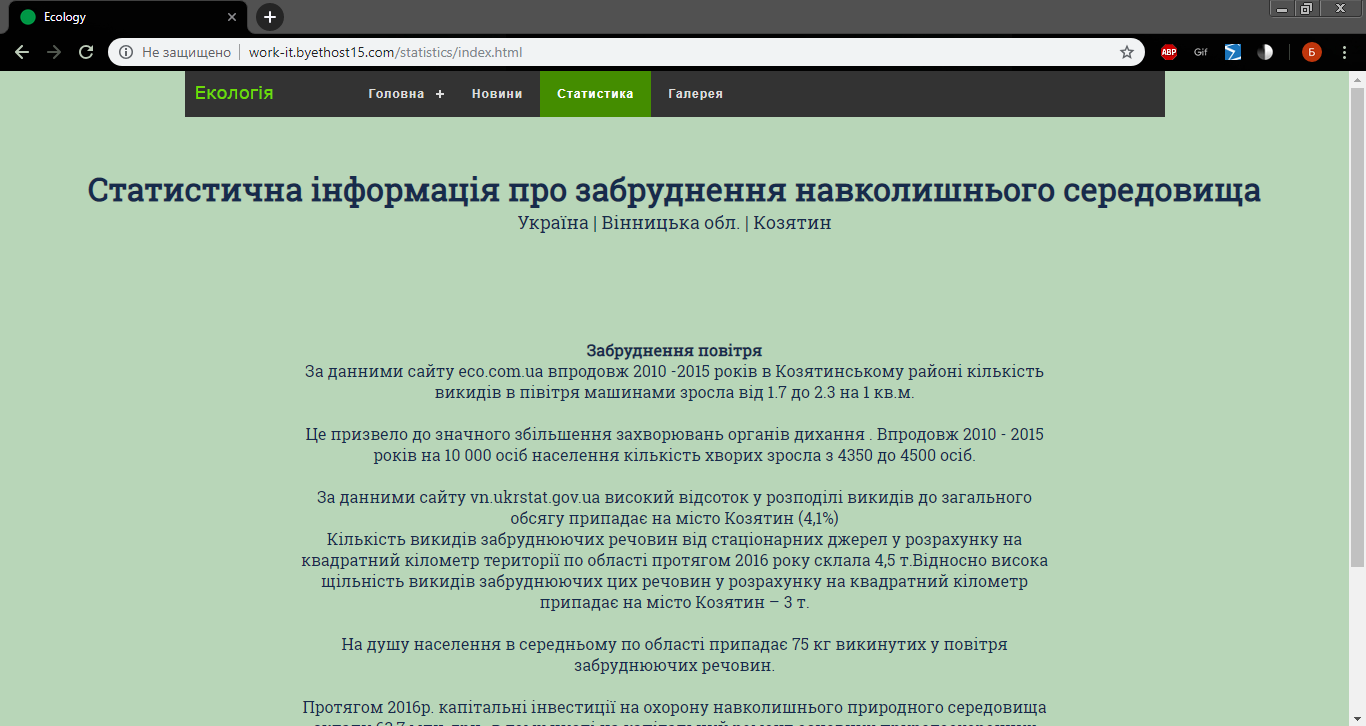 Ecology
Не защищено work-it.byethost15.com/statistics/index.html ABP Gif Б
Екологія Головна + Новини Статистика Галерея
Статистична інформація про забруднення навколишнього середовища
Україна | Вінницька обл. | Козятин
Забруднення повітря
За данними сайту eco.com.ua впродовж 2010 -2015 років в Козятинському районі кількість
викидів в півітря машинами зросла від 1.7 до 2.3 на 1 кв.м.
Це призвело до значного збільшення захворювань органів дихання . Впродовж 2010 - 2015
років на 10 000 осіб населення кількість хворих зросла з 4350 до 4500 осіб.
За данними сайту vn.ukrstat.gov.ua високий відсоток у розподілі викидів до загального
обсягу припадає на місто Козятин (4,1%)
Кількість викидів забруднюючих речовин від стаціонарних джерел у розрахунку на
квадратний кілометр території по області протягом 2016 року склала 4,5 т.Відносно висока
щільність викидів забруднюючих цих речовин у розрахунку на квадратний кілометр
припадає на місто Козятин – 3 т.
На душу населення в середньому по області припадає 75 кг викинутих у повітря
забруднюючих речовин.
Протягом 2016р. капітальні інвестиції на охорону навколишнього природного середовища